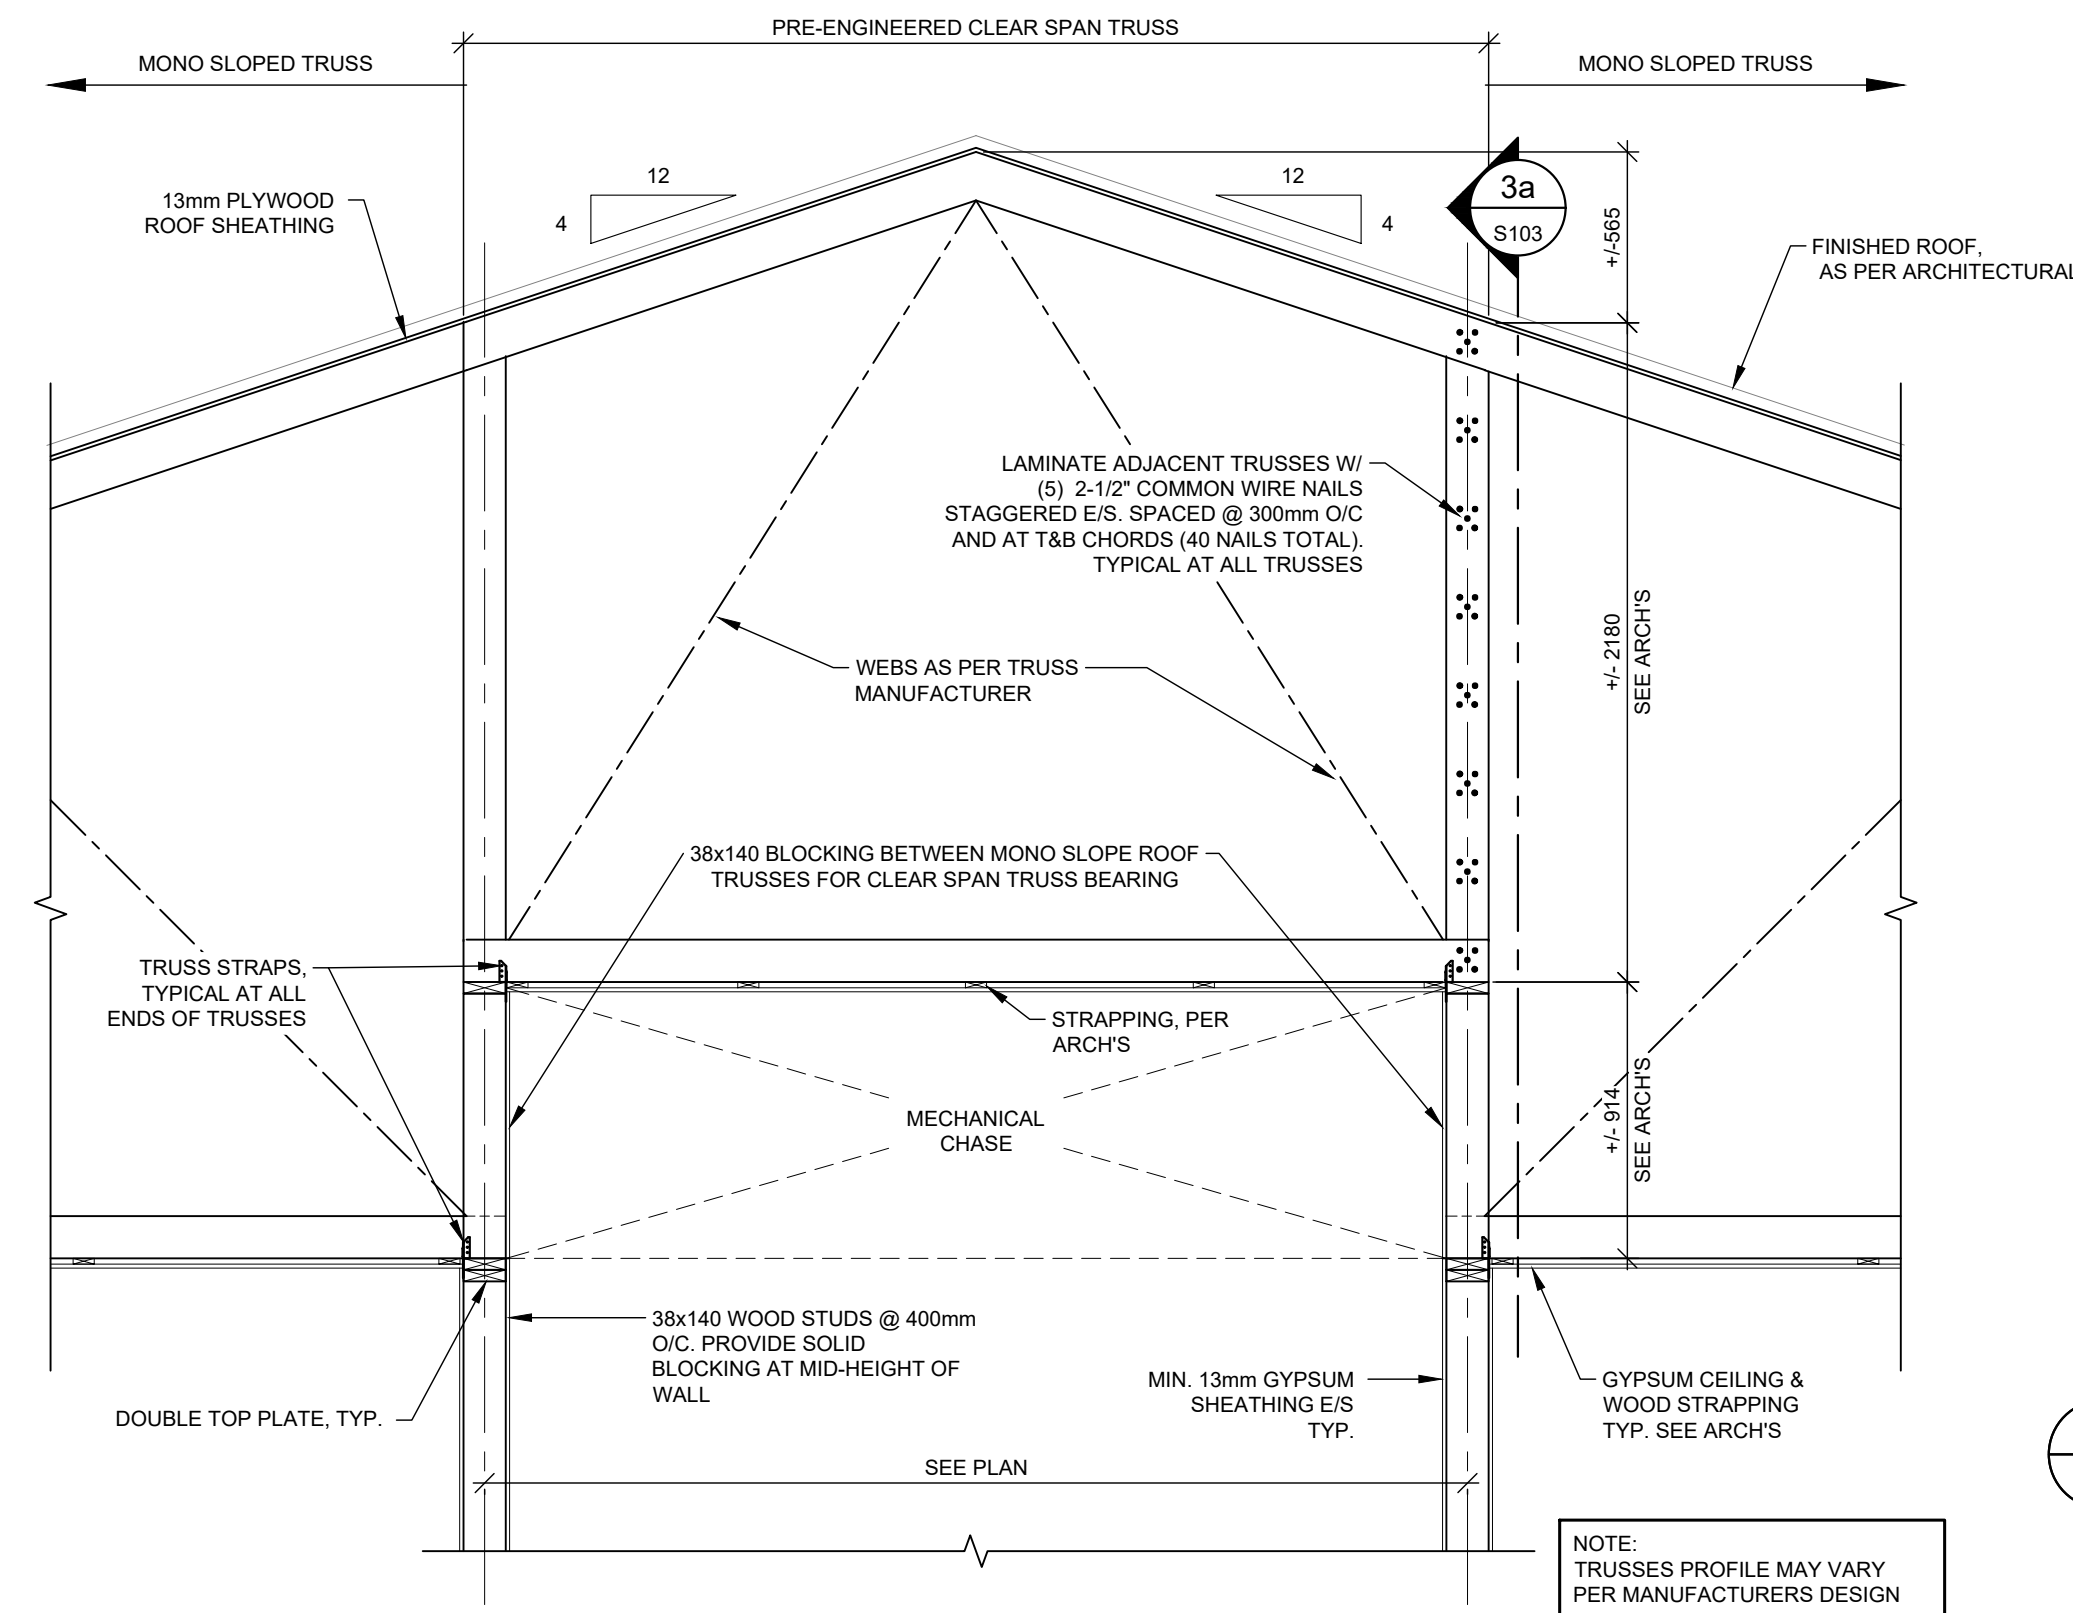 PRE-ENGINEERED CLEAR SPAN TRUSS
MONO SLOPED TRUSS
MONO SLOPED TRUSS
12
4
12
4
3a
S103
13mm PLYWOOD
ROOF SHEATHING
+/-565
FINISHED ROOF,
AS PER ARCHITECTURAL
LAMINATE ADJACENT TRUSSES W/
(5) 2-1/2" COMMON WIRE NAILS
STAGGERED E/S. SPACED @ 300mm O/C
AND AT T&B CHORDS (40 NAILS TOTAL).
TYPICAL AT ALL TRUSSES
+/- 2180
SEE ARCH'S
WEBS AS PER TRUSS
MANUFACTURER
38x140 BLOCKING BETWEEN MONO SLOPE ROOF
TRUSSES FOR CLEAR SPAN TRUSS BEARING
TRUSS STRAPS,
TYPICAL AT ALL
ENDS OF TRUSSES
STRAPPING, PER
ARCH'S
MECHANICAL
CHASE
+/- 914
SEE ARCH'S
38x140 WOOD STUDS @ 400mm
O/C. PROVIDE SOLID
BLOCKING AT MID-HEIGHT OF
WALL
DOUBLE TOP PLATE, TYP.
MIN. 13mm GYPSUM
SHEATHING E/S
TYP.
GYPSUM CEILING &
WOOD STRAPPING
TYP. SEE ARCH'S
SEE PLAN
NOTE:
TRUSSES PROFILE MAY VARY
PER MANUFACTURERS DESIGN